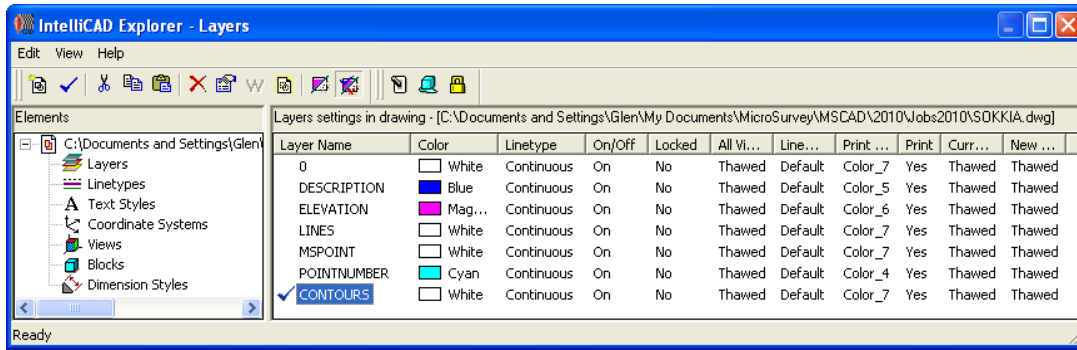 IntelliCAD Explorer - Layers
Edit View Help
Elements
Layers settings in drawing - [C:\Documents and Settings\Glen\My Documents\MicroSurvey\MSCAD\2010\Jobs2010\SOKKIA.dwg]
C:\Documents and Settings\Glen\
Layers
Linetypes
Text Styles
Coordinate Systems
Views
Blocks
Dimension Styles
Layer Name Color Linetype On/Off Locked All Vi... Line... Print ... Print Curr... New ...
0 White Continuous On No Thawed Default Color_7 Yes Thawed Thawed
DESCRIPTION Blue Continuous On No Thawed Default Color_5 Yes Thawed Thawed
ELEVATION Mag... Continuous On No Thawed Default Color_6 Yes Thawed Thawed
LINES White Continuous On No Thawed Default Color_7 Yes Thawed Thawed
MSPOINT White Continuous On No Thawed Default Color_7 Yes Thawed Thawed
POINTNUMBER Cyan Continuous On No Thawed Default Color_4 Yes Thawed Thawed
CONTOURS White Continuous On No Thawed Default Color_7 Yes Thawed Thawed
Ready